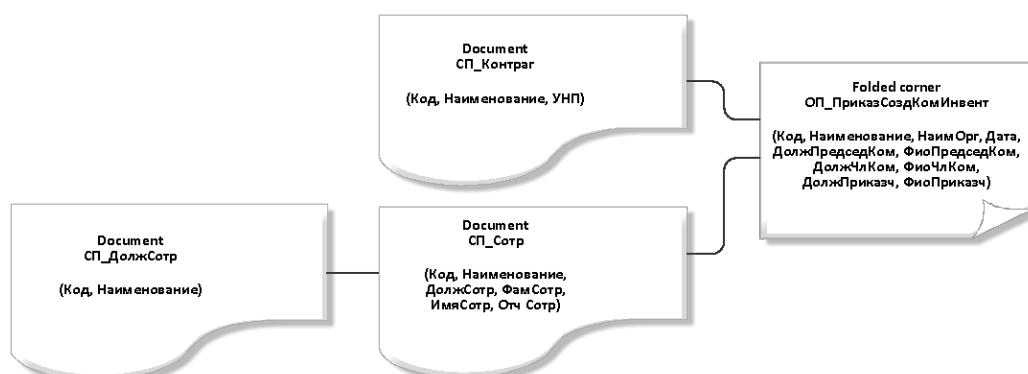 Document
СП_Контраг
(Код, Наименование, УНП)
Folded corner
ОП_ПриказСоздКомИнвент
(Код, Наименование, НаимОрг, Дата,
ДолжПредседКом, ФиоПредседКом,
ДолжЧлКом, ФиоЧлКом,
ДолжПриказч, ФиоПриказч)
Document
СП_ДолжСотр
(Код, Наименование)
Document
СП_Сотр
(Код, Наименование,
ДолжСотр, ФамСотр,
ИмяСотр, Отч Сотр)